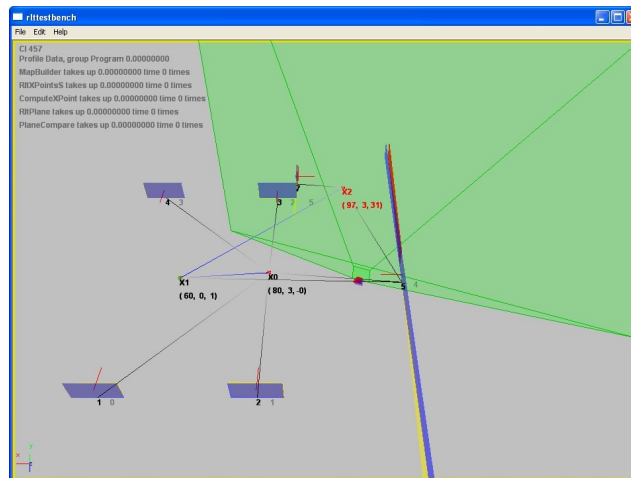 rlttestbench
File Edit Help
CI 457
Profile Data, group Program 0.00000000
MapBuilder takes up 0.00000000 time 0 times
RltXPointsS takes up 0.00000000 time 0 times
ComputeXPoint takes up 0.00000000 time 0 times
RltPlane takes up 0.00000000 time 0 times
PlaneCompare takes up 0.00000000 time 0 times
7
X2
( 97, 3, 31)
4 3
3 2 5
X1
( 60, 0, 1)
X0
( 80, 3, -0)
5 4
1 0
2 1
y
x
z